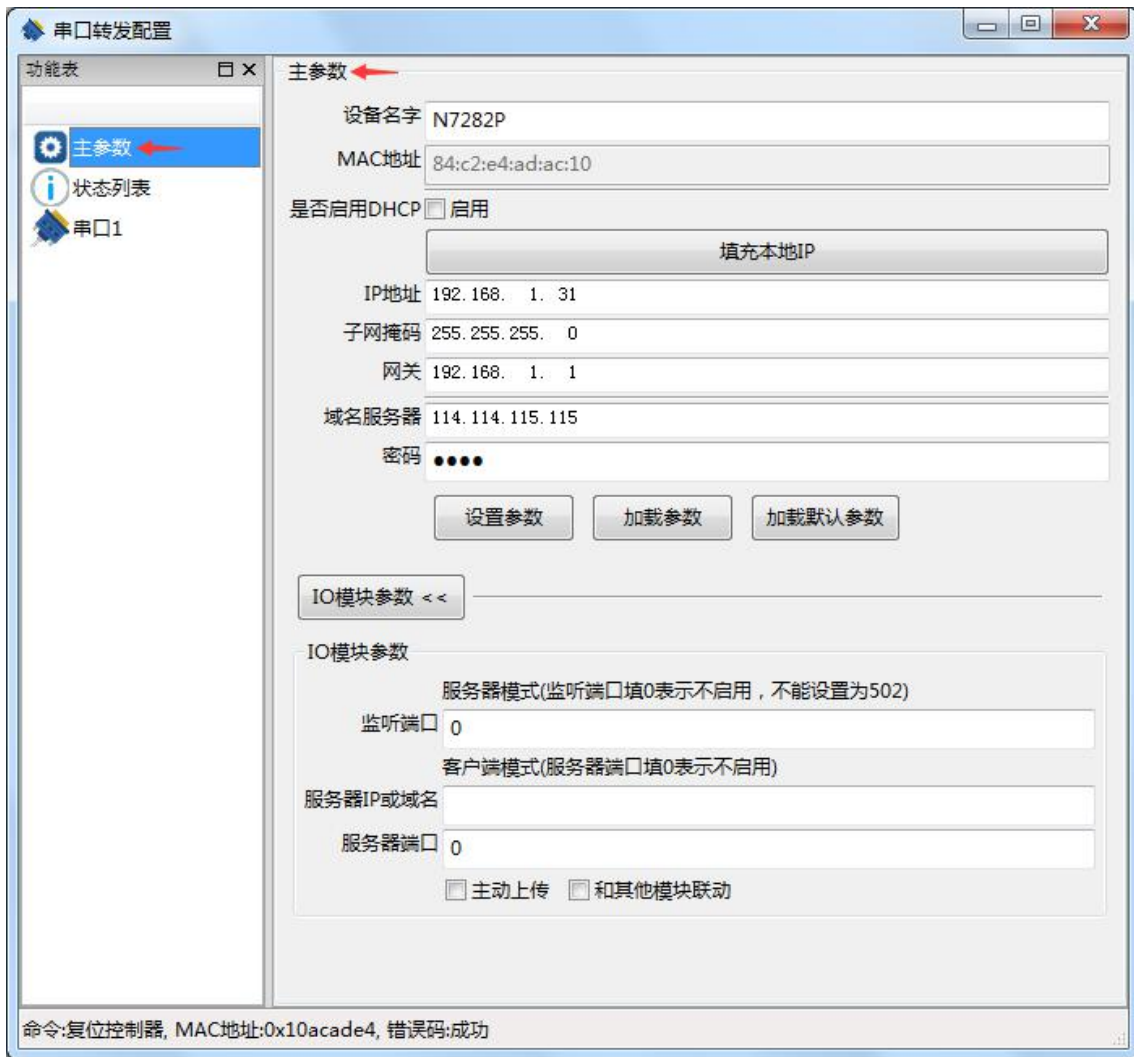 串口转发配置
功能表
主参数
状态列表
串口1
主参数
设备名字 N7282P
MAC地址 84:c2:e4:ad:ac:10
是否启用DHCP 启用
填充本地IP
IP地址 192.168. 1. 31
子网掩码 255.255.255. 0
网关 192.168. 1. 1
域名服务器 114.114.115.115
密码 ●●●●
设置参数 加载参数 加载默认参数
IO模块参数 <<
IO模块参数
服务器模式(监听端口填0表示不启用，不能设置为502)
监听端口 0
客户端模式(服务器端口填0表示不启用)
服务器IP或域名
服务器端口 0
主动上传 和其他模块联动
命令:复位控制器, MAC地址:0x10acade4, 错误码:成功